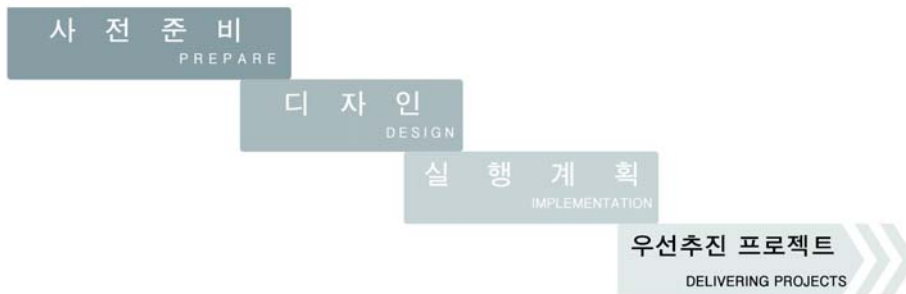 사 전 준 비
PREPARE
디 자 인
DESIGN
실 행 계 획
IMPLEMENTATION
우선추진 프로젝트
DELIVERING PROJECTS